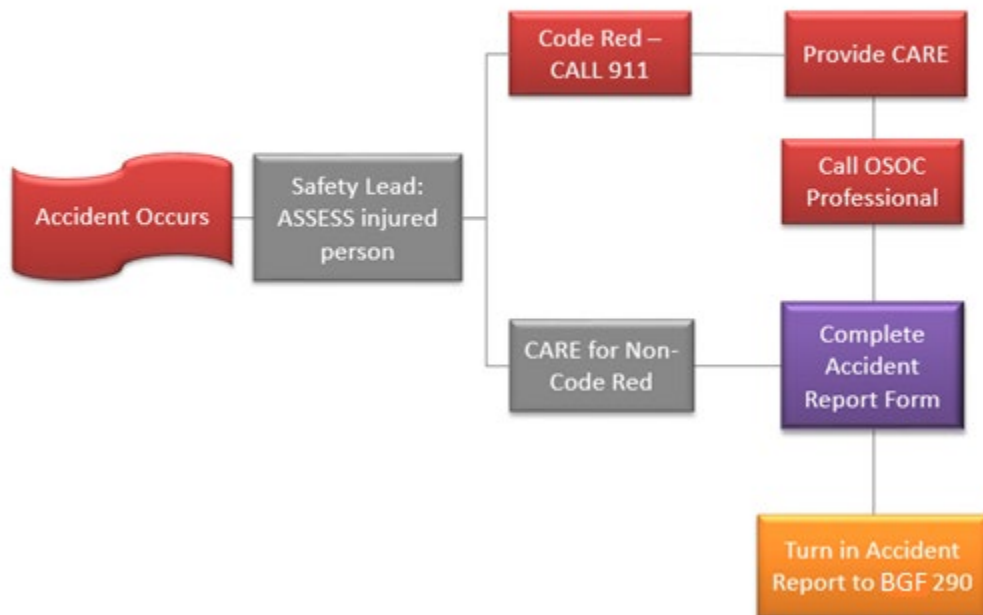 Code Red –
CALL 911
Provide CARE
Accident Occurs
Safety Lead:
ASSESS injured
person
Call OSOC
Professional
CARE for Non-
Code Red
Complete
Accident
Report Form
Turn in Accident
Report to BGF 290